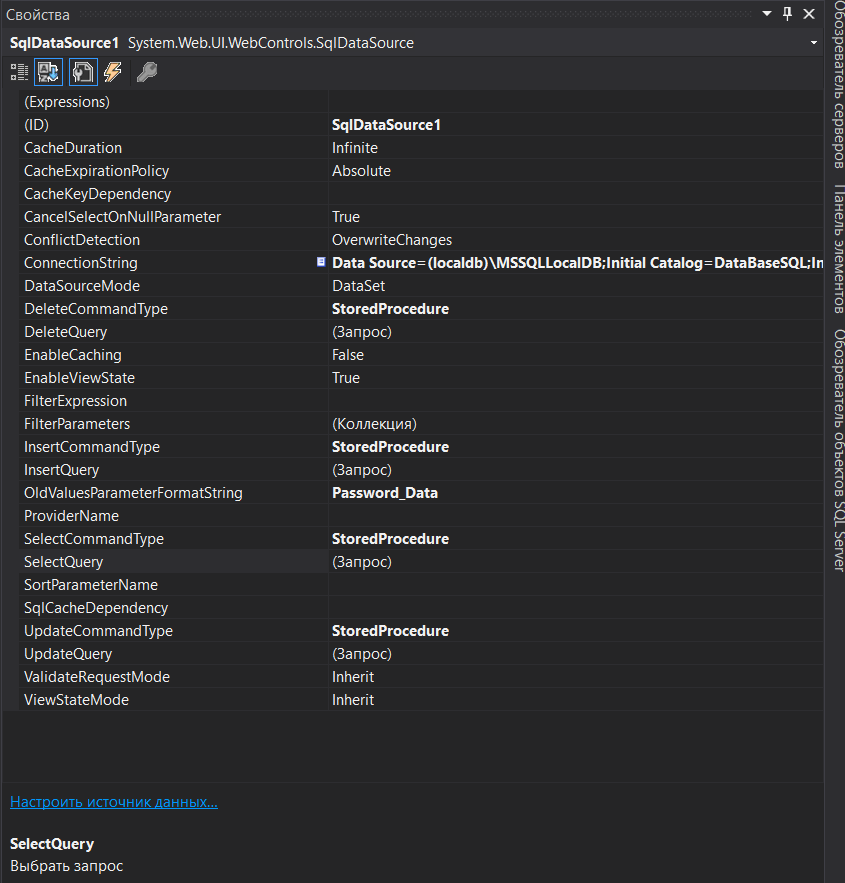 Свойства
SqlDataSource1 System.Web.UI.WebControls.SqlDataSource
(Expressions)
(ID) SqlDataSource1
CacheDuration Infinite
CacheExpirationPolicy Absolute
CacheKeyDependency
CancelSelectOnNullParameter True
ConflictDetection OverwriteChanges
ConnectionString Data Source=(localdb)\MSSQLLocalDB;Initial Catalog=DataBaseSQL;In
DataSourceMode DataSet
DeleteCommandType StoredProcedure
DeleteQuery (Запрос)
EnableCaching False
EnableViewState True
FilterExpression
FilterParameters (Коллекция)
InsertCommandType StoredProcedure
InsertQuery (Запрос)
OldValuesParameterFormatString Password_Data
ProviderName
SelectCommandType StoredProcedure
SelectQuery (Запрос)
SortParameterName
SqlCacheDependency
UpdateCommandType StoredProcedure
UpdateQuery (Запрос)
ValidateRequestMode Inherit
ViewStateMode Inherit
Настроить источник данных...
SelectQuery
Выбрать запрос
Обозреватель серверов
Панель элементов
Обозреватель объектов SQL Server